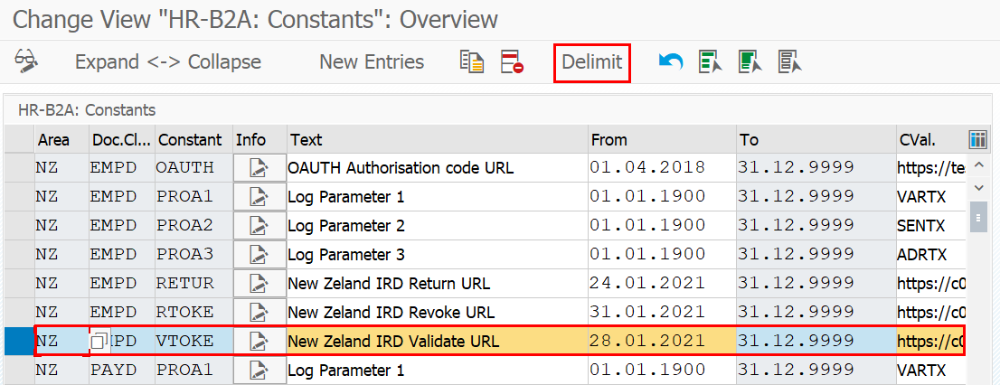 Change View "HR-B2A: Constants": Overview
Expand <-> Collapse New Entries Delimit
HR-B2A: Constants
Area Doc.Cl... Constant Info Text From To CVal.
NZ EMPD OAUTH OAUTH Authorisation code URL 01.04.2018 31.12.9999 https://te
NZ EMPD PROA1 Log Parameter 1 01.01.1900 31.12.9999 VARTX
NZ EMPD PROA2 Log Parameter 2 01.01.1900 31.12.9999 SENTX
NZ EMPD PROA3 Log Parameter 3 01.01.1900 31.12.9999 ADRTX
NZ EMPD RETUR New Zeland IRD Return URL 24.01.2021 31.12.9999 https://c0
NZ EMPD RTOKE New Zeland IRD Revoke URL 31.01.2021 31.12.9999 https://c0
NZ PD VTOKE New Zeland IRD Validate URL 28.01.2021 31.12.9999 https://c0
NZ PAYD PROA1 Log Parameter 1 01.01.1900 31.12.9999 VARTX